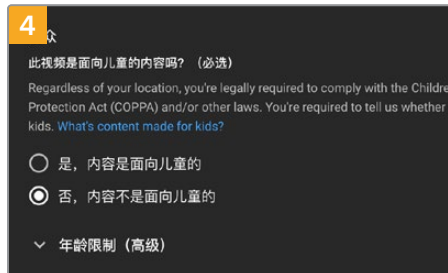 4
众
此视频是面向儿童的内容吗？（必选）
Regardless of your location, you're legally required to comply with the Childre
Protection Act (COPPA) and/or other laws. You're required to tell us whether
kids. What's content made for kids?
是，内容是面向儿童的
否，内容不是面向儿童的
年龄限制（高级）